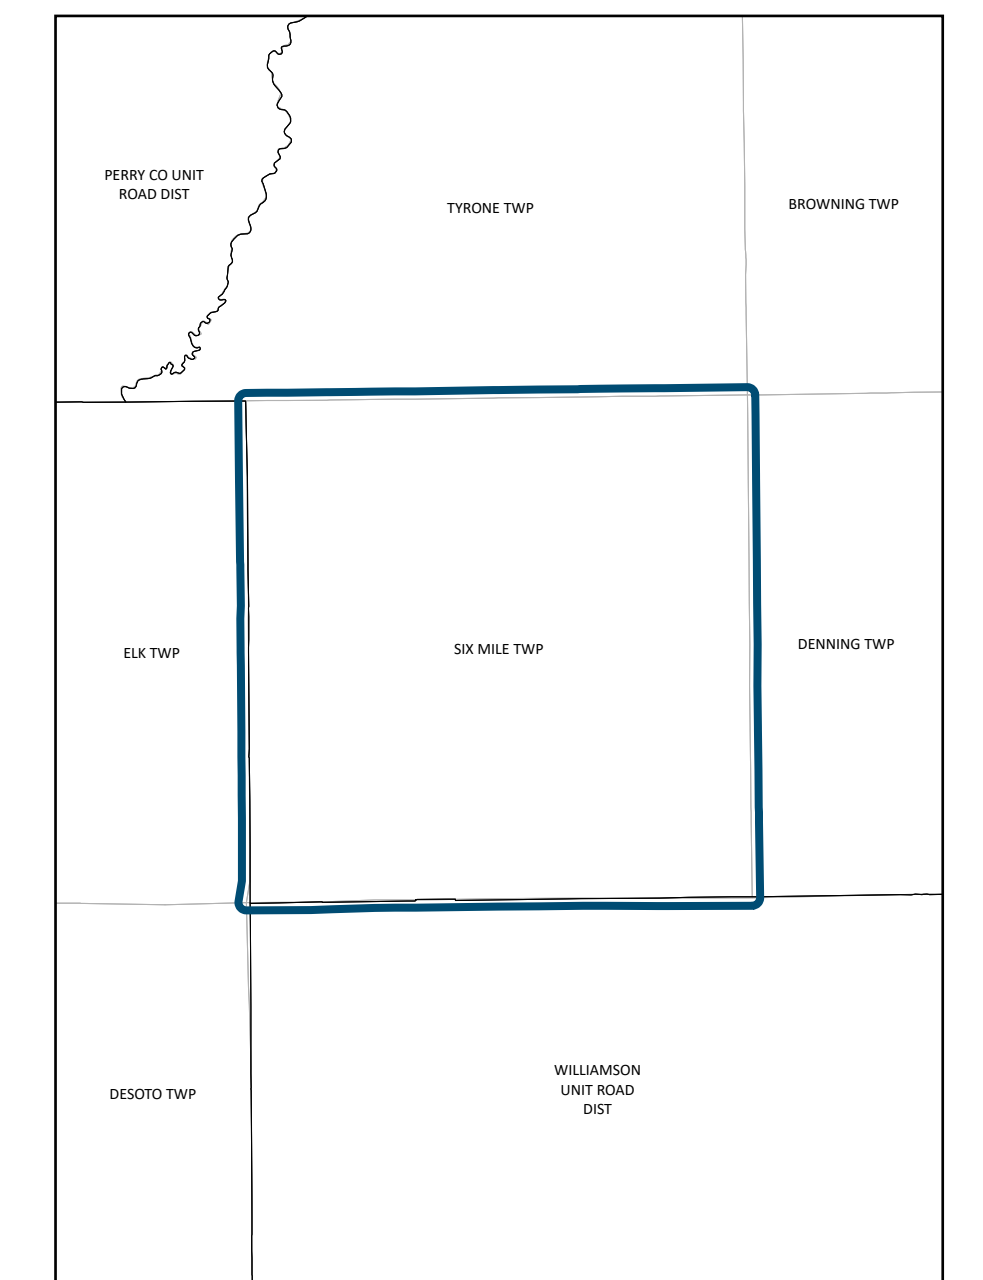 PERRY CO UNIT
ROAD DIST
TYRONE TWP
BROWNING TWP
ELK TWP
SIX MILE TWP
DENNING TWP
DESOTO TWP
WILLIAMSON
UNIT ROAD
DIST